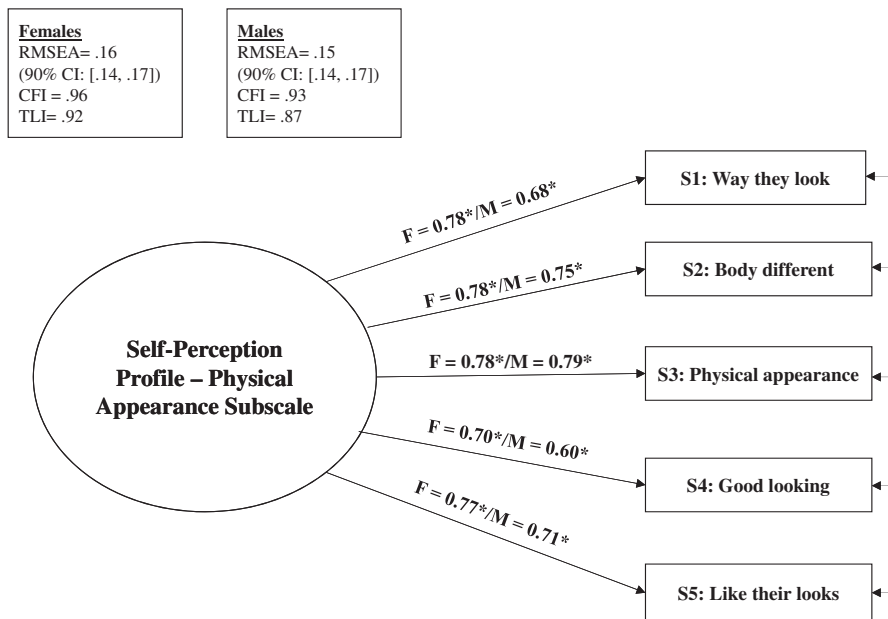 Females
RMSEA= .16
(90% CI: [.14, .17])
CFI = .96
TLI= .92
Males
RMSEA= .15
(90% CI: [.14, .17])
CFI = .93
TLI= .87
F = 0.78*/M = 0.68*
S1: Way they look
F = 0.78*/M = 0.75*
S2: Body different
Self-Perception
Profile – Physical
Appearance Subscale
F = 0.78*/M = 0.79*
S3: Physical appearance
F = 0.70*/M = 0.60*
S4: Good looking
F = 0.77*/M = 0.71*
S5: Like their looks